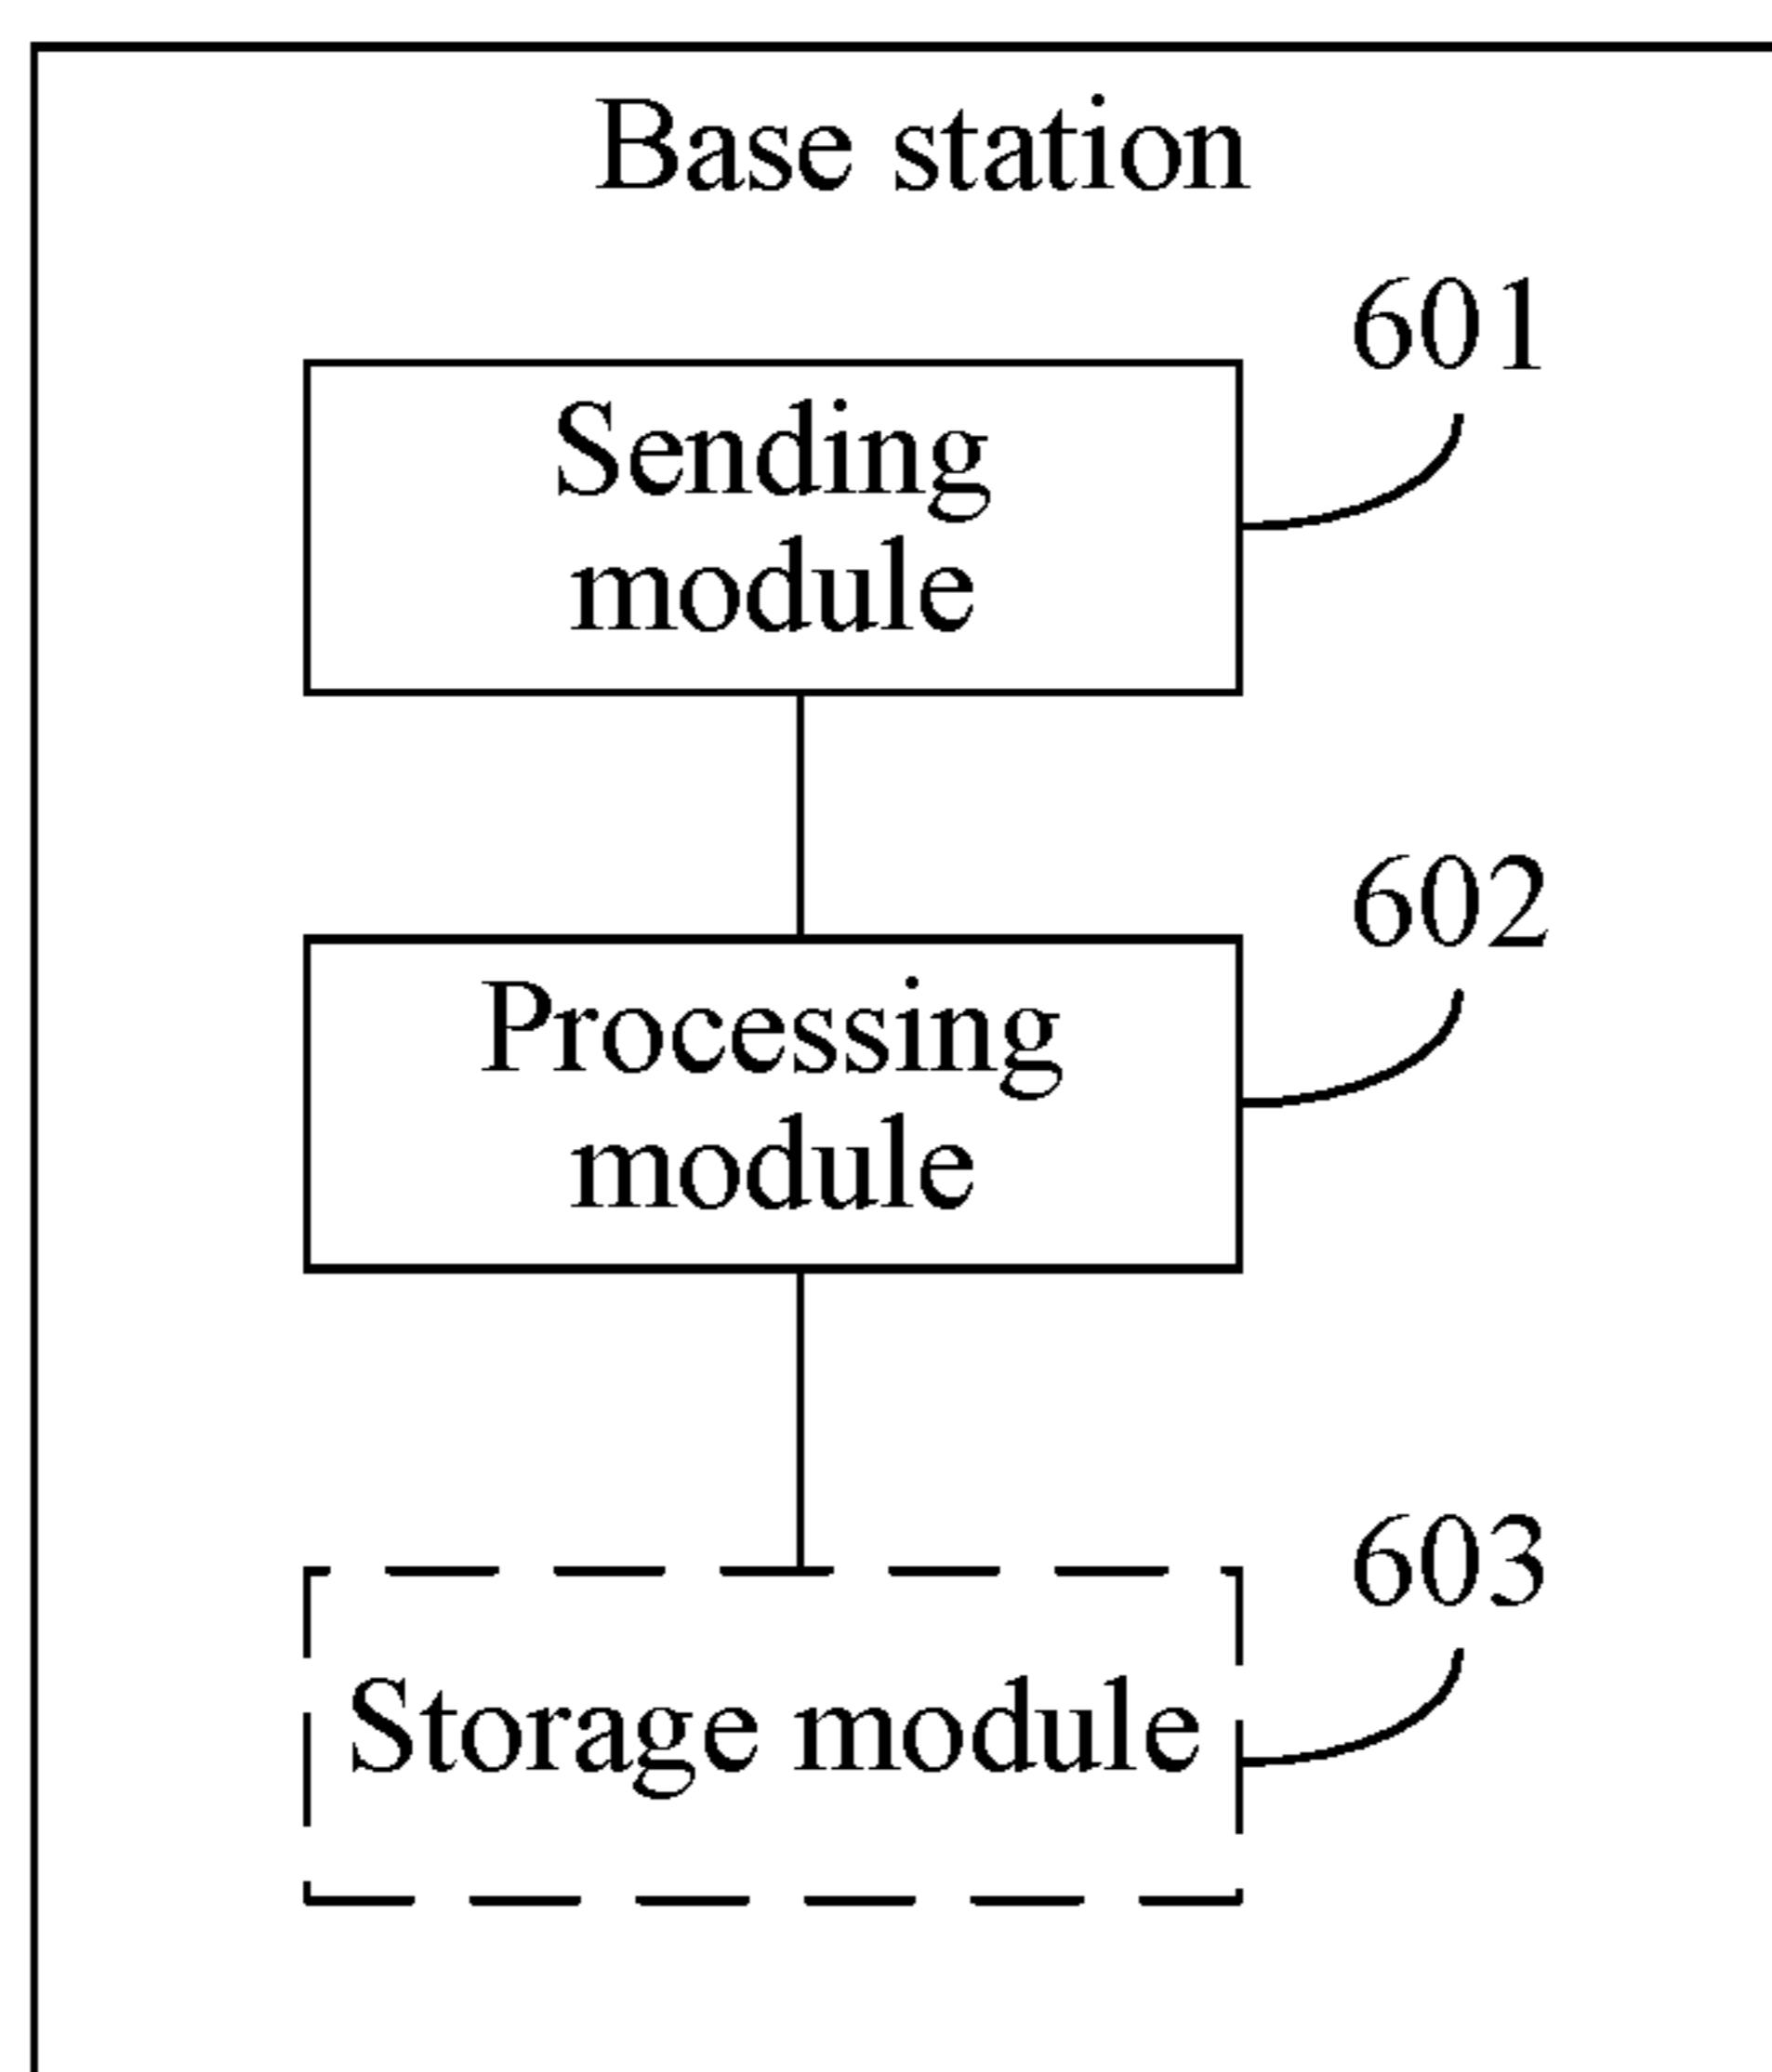 Base station
601
Sending
module
602
Processing
module
603
Storage module